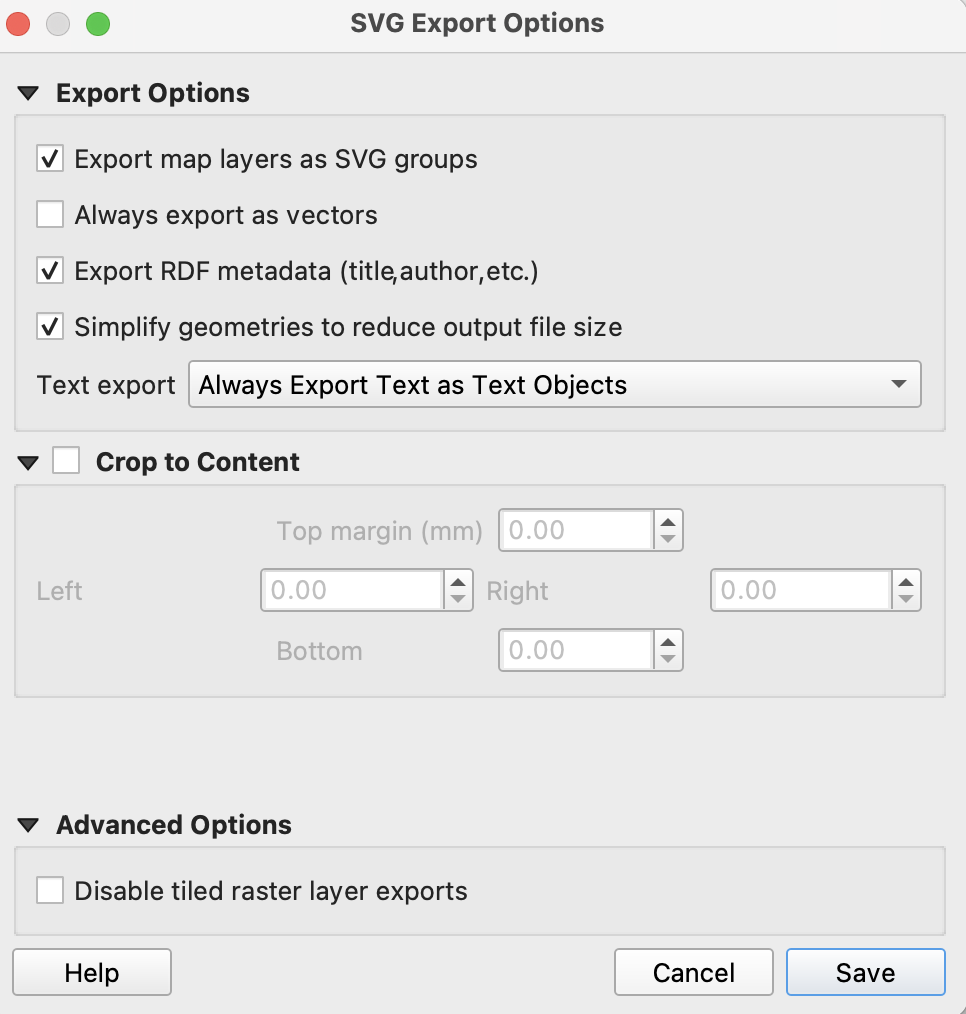 SVG Export Options
Export Options
Export map layers as SVG groups
Always export as vectors
Export RDF metadata (title,author,etc.)
Simplify geometries to reduce output file size
Text export Always Export Text as Text Objects
Crop to Content
Top margin (mm) 0.00
Left 0.00 Right 0.00
Bottom 0.00
Advanced Options
Disable tiled raster layer exports
Help Cancel Save